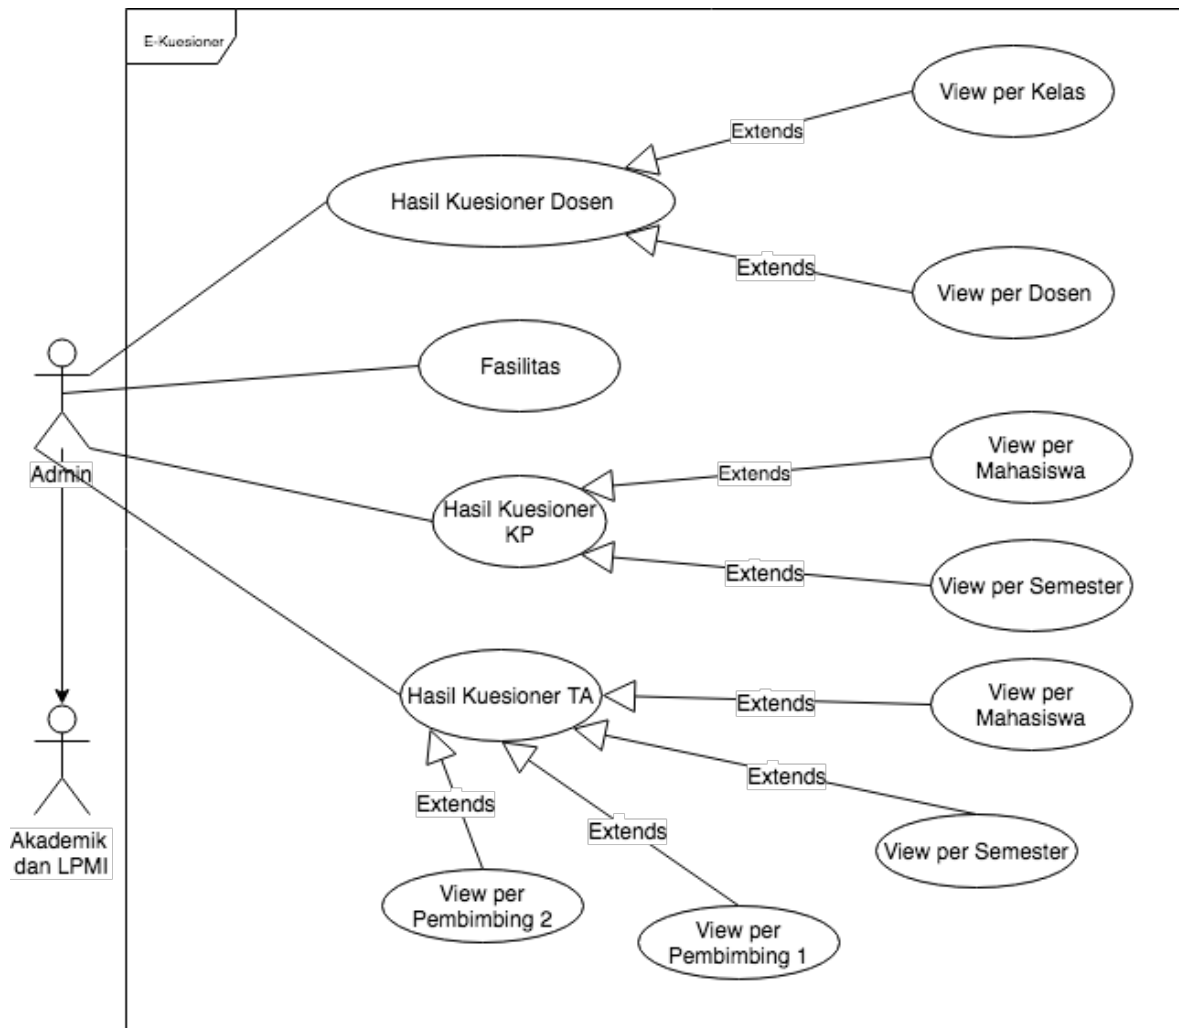 E-Kuesioner
View per Kelas
Extends
Hasil Kuesioner Dosen
Extends
View per Dosen
Fasilitas
Admin
View per
Mahasiswa
Extends
Hasil Kuesioner
KP
Extends
View per Semester
Hasil Kuesioner TA
Extends
View per
Mahasiswa
Extends
View per Semester
Extends
Extends
Akademik
dan LPMI
View per
Pembimbing 2
View per
Pembimbing 1